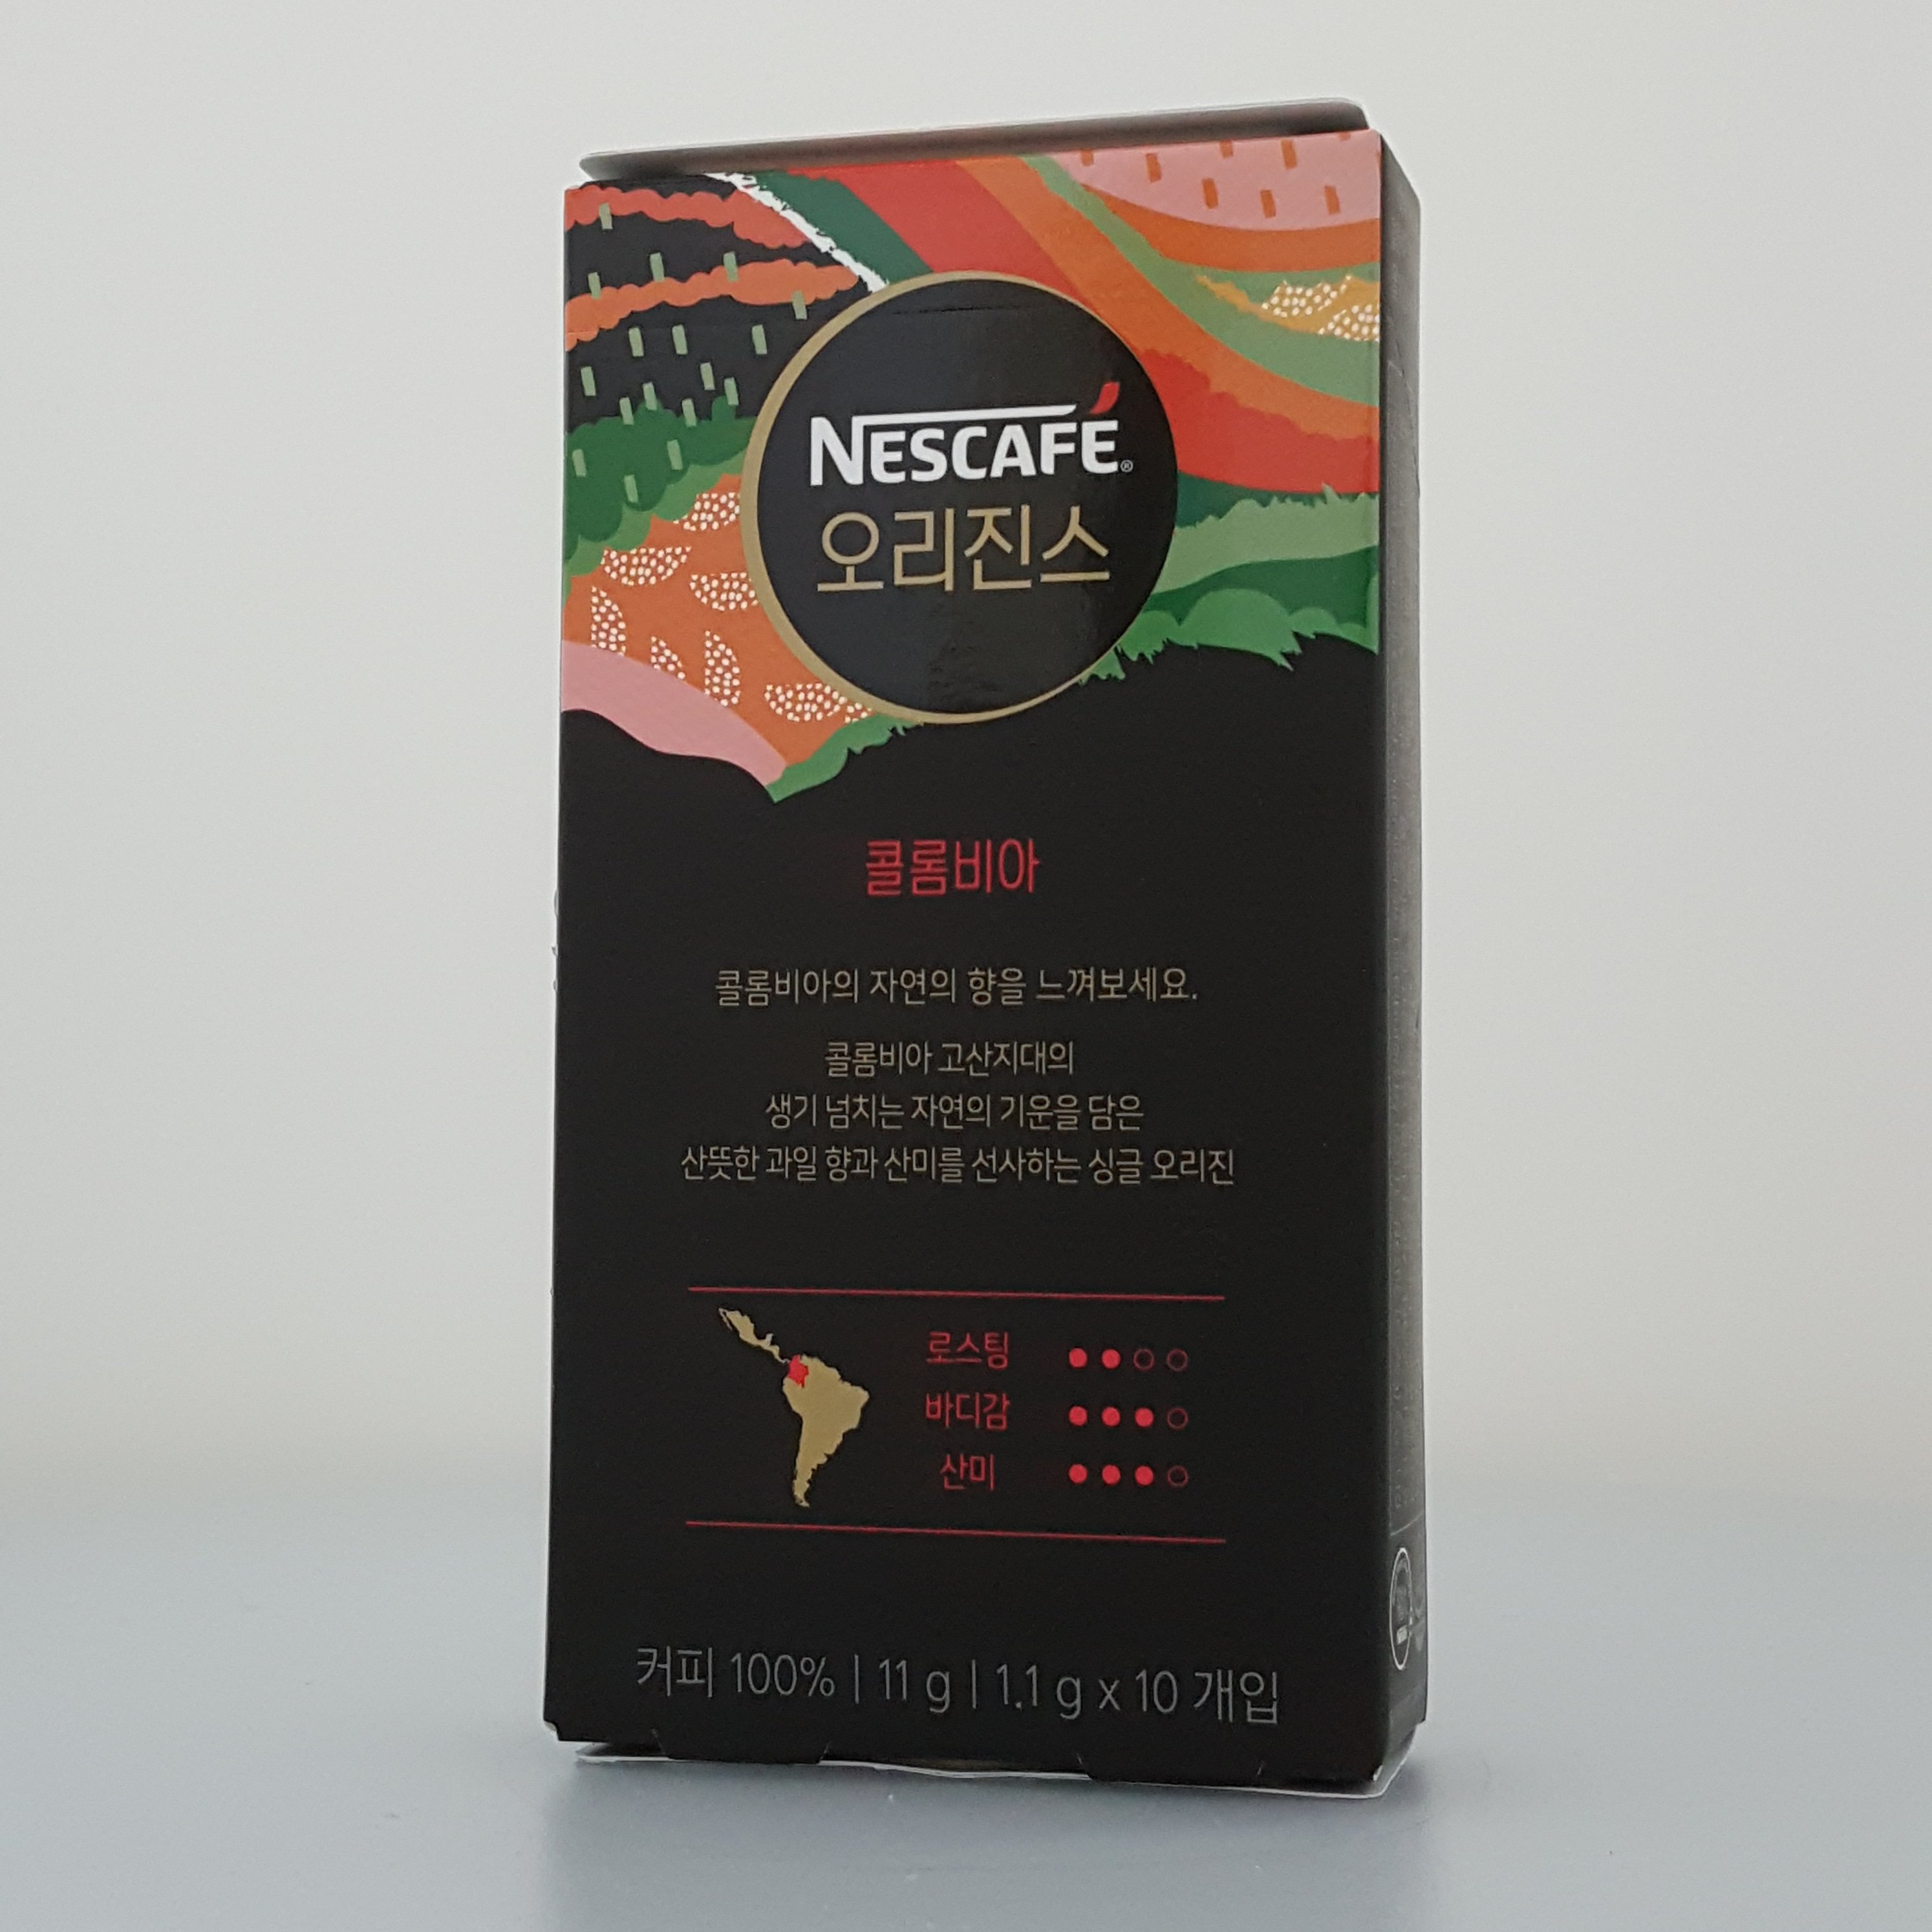 NESCAFÉ®
오리진스
콜롬비아
콜롬비아의 자연의 향을 느껴보세요.
콜롬비아 고산지대의
생기 넘치는 자연의 기운을 담은
산뜻한 과일 향과 산미를 선사하는 싱글 오리진
로스팅
바디감
산미
커피 100% | 11 g | 1.1 g x 10 개입